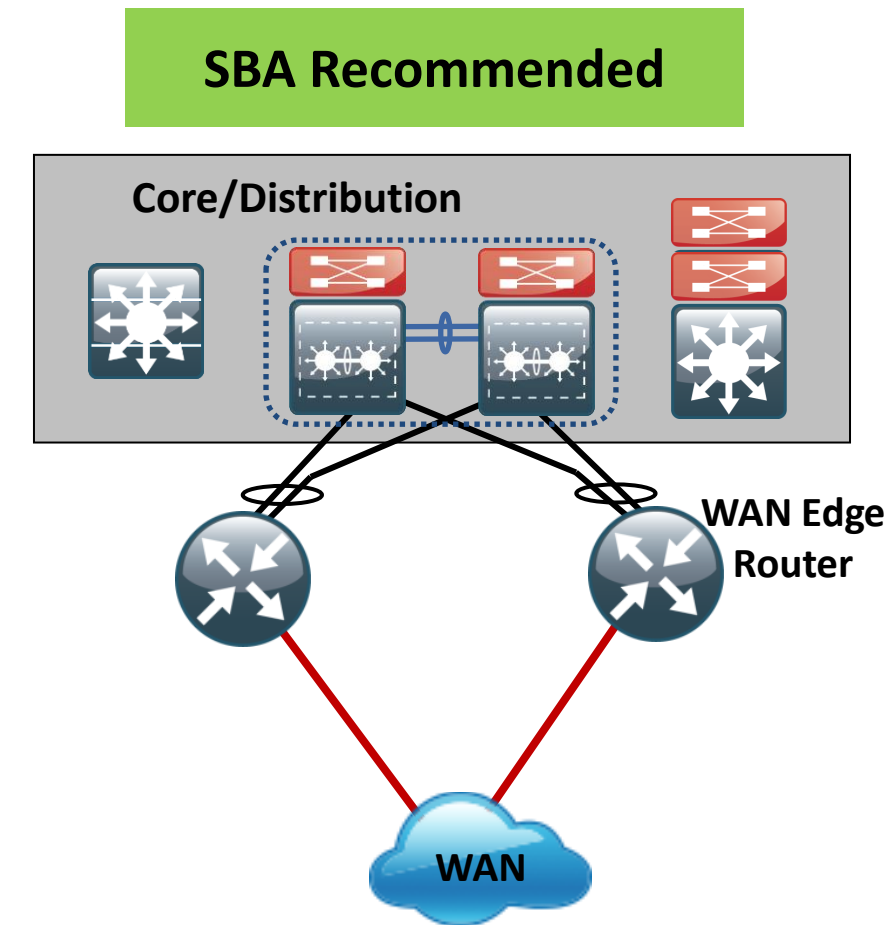 SBA Recommended
Core/Distribution
WAN Edge
Router
WAN